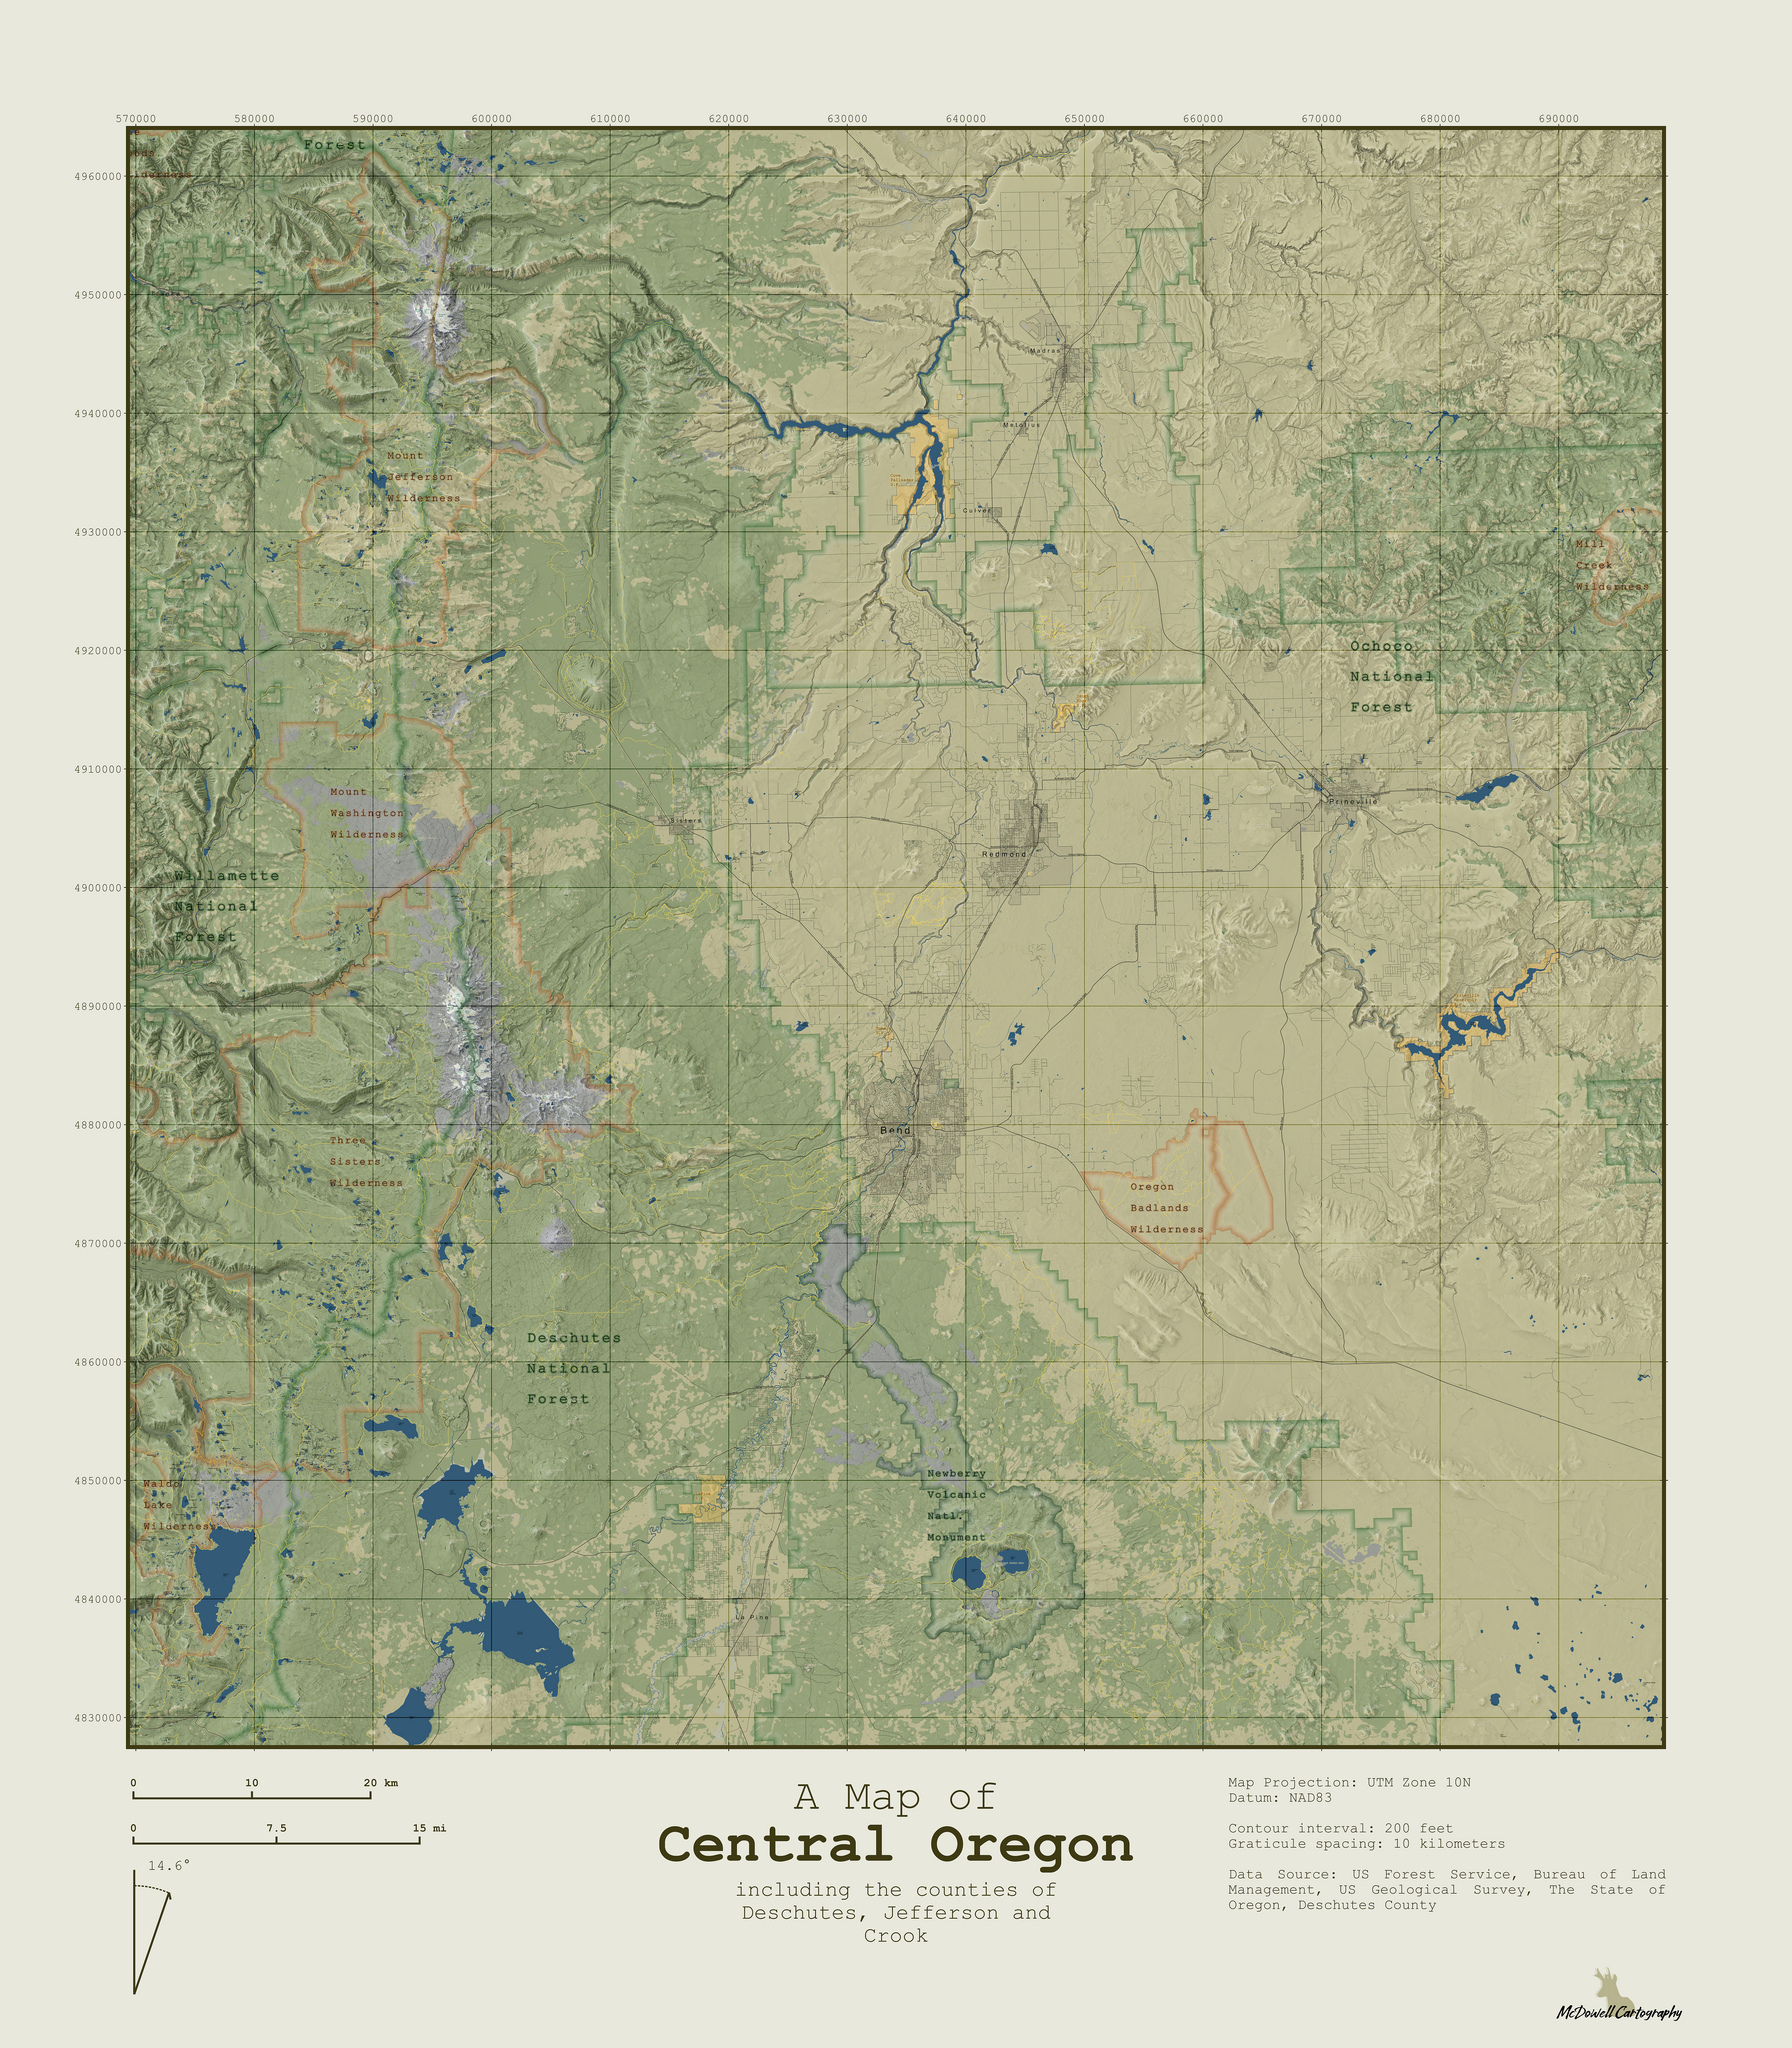 570000 580000 590000 600000 610000 620000 630000 640000 650000 660000 670000 680000 690000
4960000
4950000
4940000
4930000
4920000
4910000
4900000
4890000
4880000
4870000
4860000
4850000
4840000
4830000
Forest
Madras
Metolius
Culver
Mount
Jefferson
Wilderness
Mill
Creek
Wilderness
Ochoco
National
Forest
Mount
Washington
Wilderness
Sisters
Redmond
Prineville
Willamette
National
Forest
Bend
Three
Sisters
Wilderness
Oregon
Badlands
Wilderness
Deschutes
National
Forest
Newberry
Volcanic
Natl.
Monument
Waldo
Lake
Wilderness
La Pine
0 10 20 km
0 7.5 15 mi
14.6°
A Map of
Central Oregon
including the counties of
Deschutes, Jefferson and
Crook
Map Projection: UTM Zone 10N
Datum: NAD83
Contour interval: 200 feet
Graticule spacing: 10 kilometers
Data Source: US Forest Service, Bureau of Land
Management, US Geological Survey, The State of
Oregon, Deschutes County
McDowell Cartography